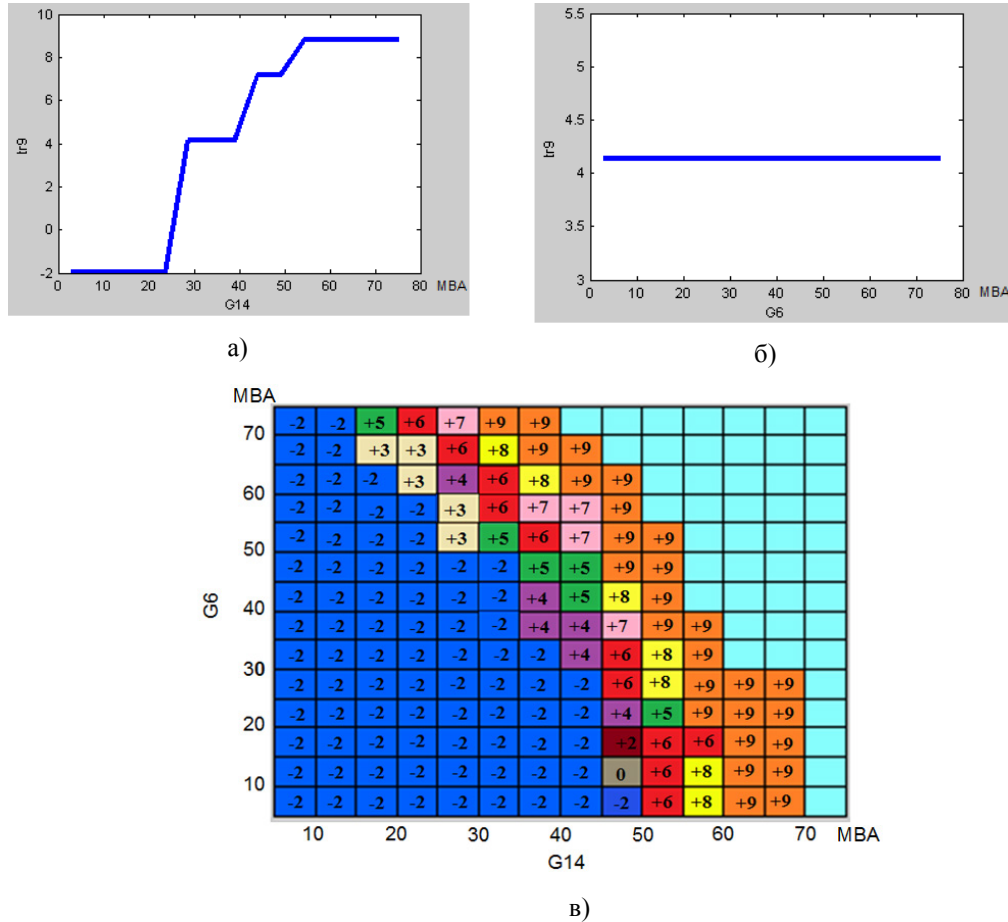 10
8
6
4
2
0
-2
tr9
0 10 20 30 40 50 60 70 80 MBA
G14
а)
5.5
5
4.5
4
3.5
3
tr9
0 10 20 30 40 50 60 70 80 MBA
G6
б)
MBA
-2 -2 +5 +6 +7 +9 +9
70
-2 -2 +3 +3 +6 +8 +9 +9
-2 -2 -2 +3 +4 +6 +8 +9 +9
60
-2 -2 -2 -2 +3 +6 +7 +7 +9
-2 -2 -2 -2 +3 +5 +6 +7 +9 +9
50
-2 -2 -2 -2 -2 -2 +5 +5 +9 +9
-2 -2 -2 -2 -2 -2 +4 +5 +8 +9
40
G6
-2 -2 -2 -2 -2 -2 +4 +4 +7 +9 +9
-2 -2 -2 -2 -2 -2 -2 +4 +6 +8 +9
30
-2 -2 -2 -2 -2 -2 -2 -2 +6 +8 +9 +9 +9
-2 -2 -2 -2 -2 -2 -2 -2 +4 +5 +9 +9 +9
20
-2 -2 -2 -2 -2 -2 -2 -2 +2 +6 +6 +9 +9
-2 -2 -2 -2 -2 -2 -2 -2 0 +6 +8 +9 +9
10
-2 -2 -2 -2 -2 -2 -2 -2 -2 +6 +8 +9 +9
10 20 30 40 50 60 70 MBA
G14
в)